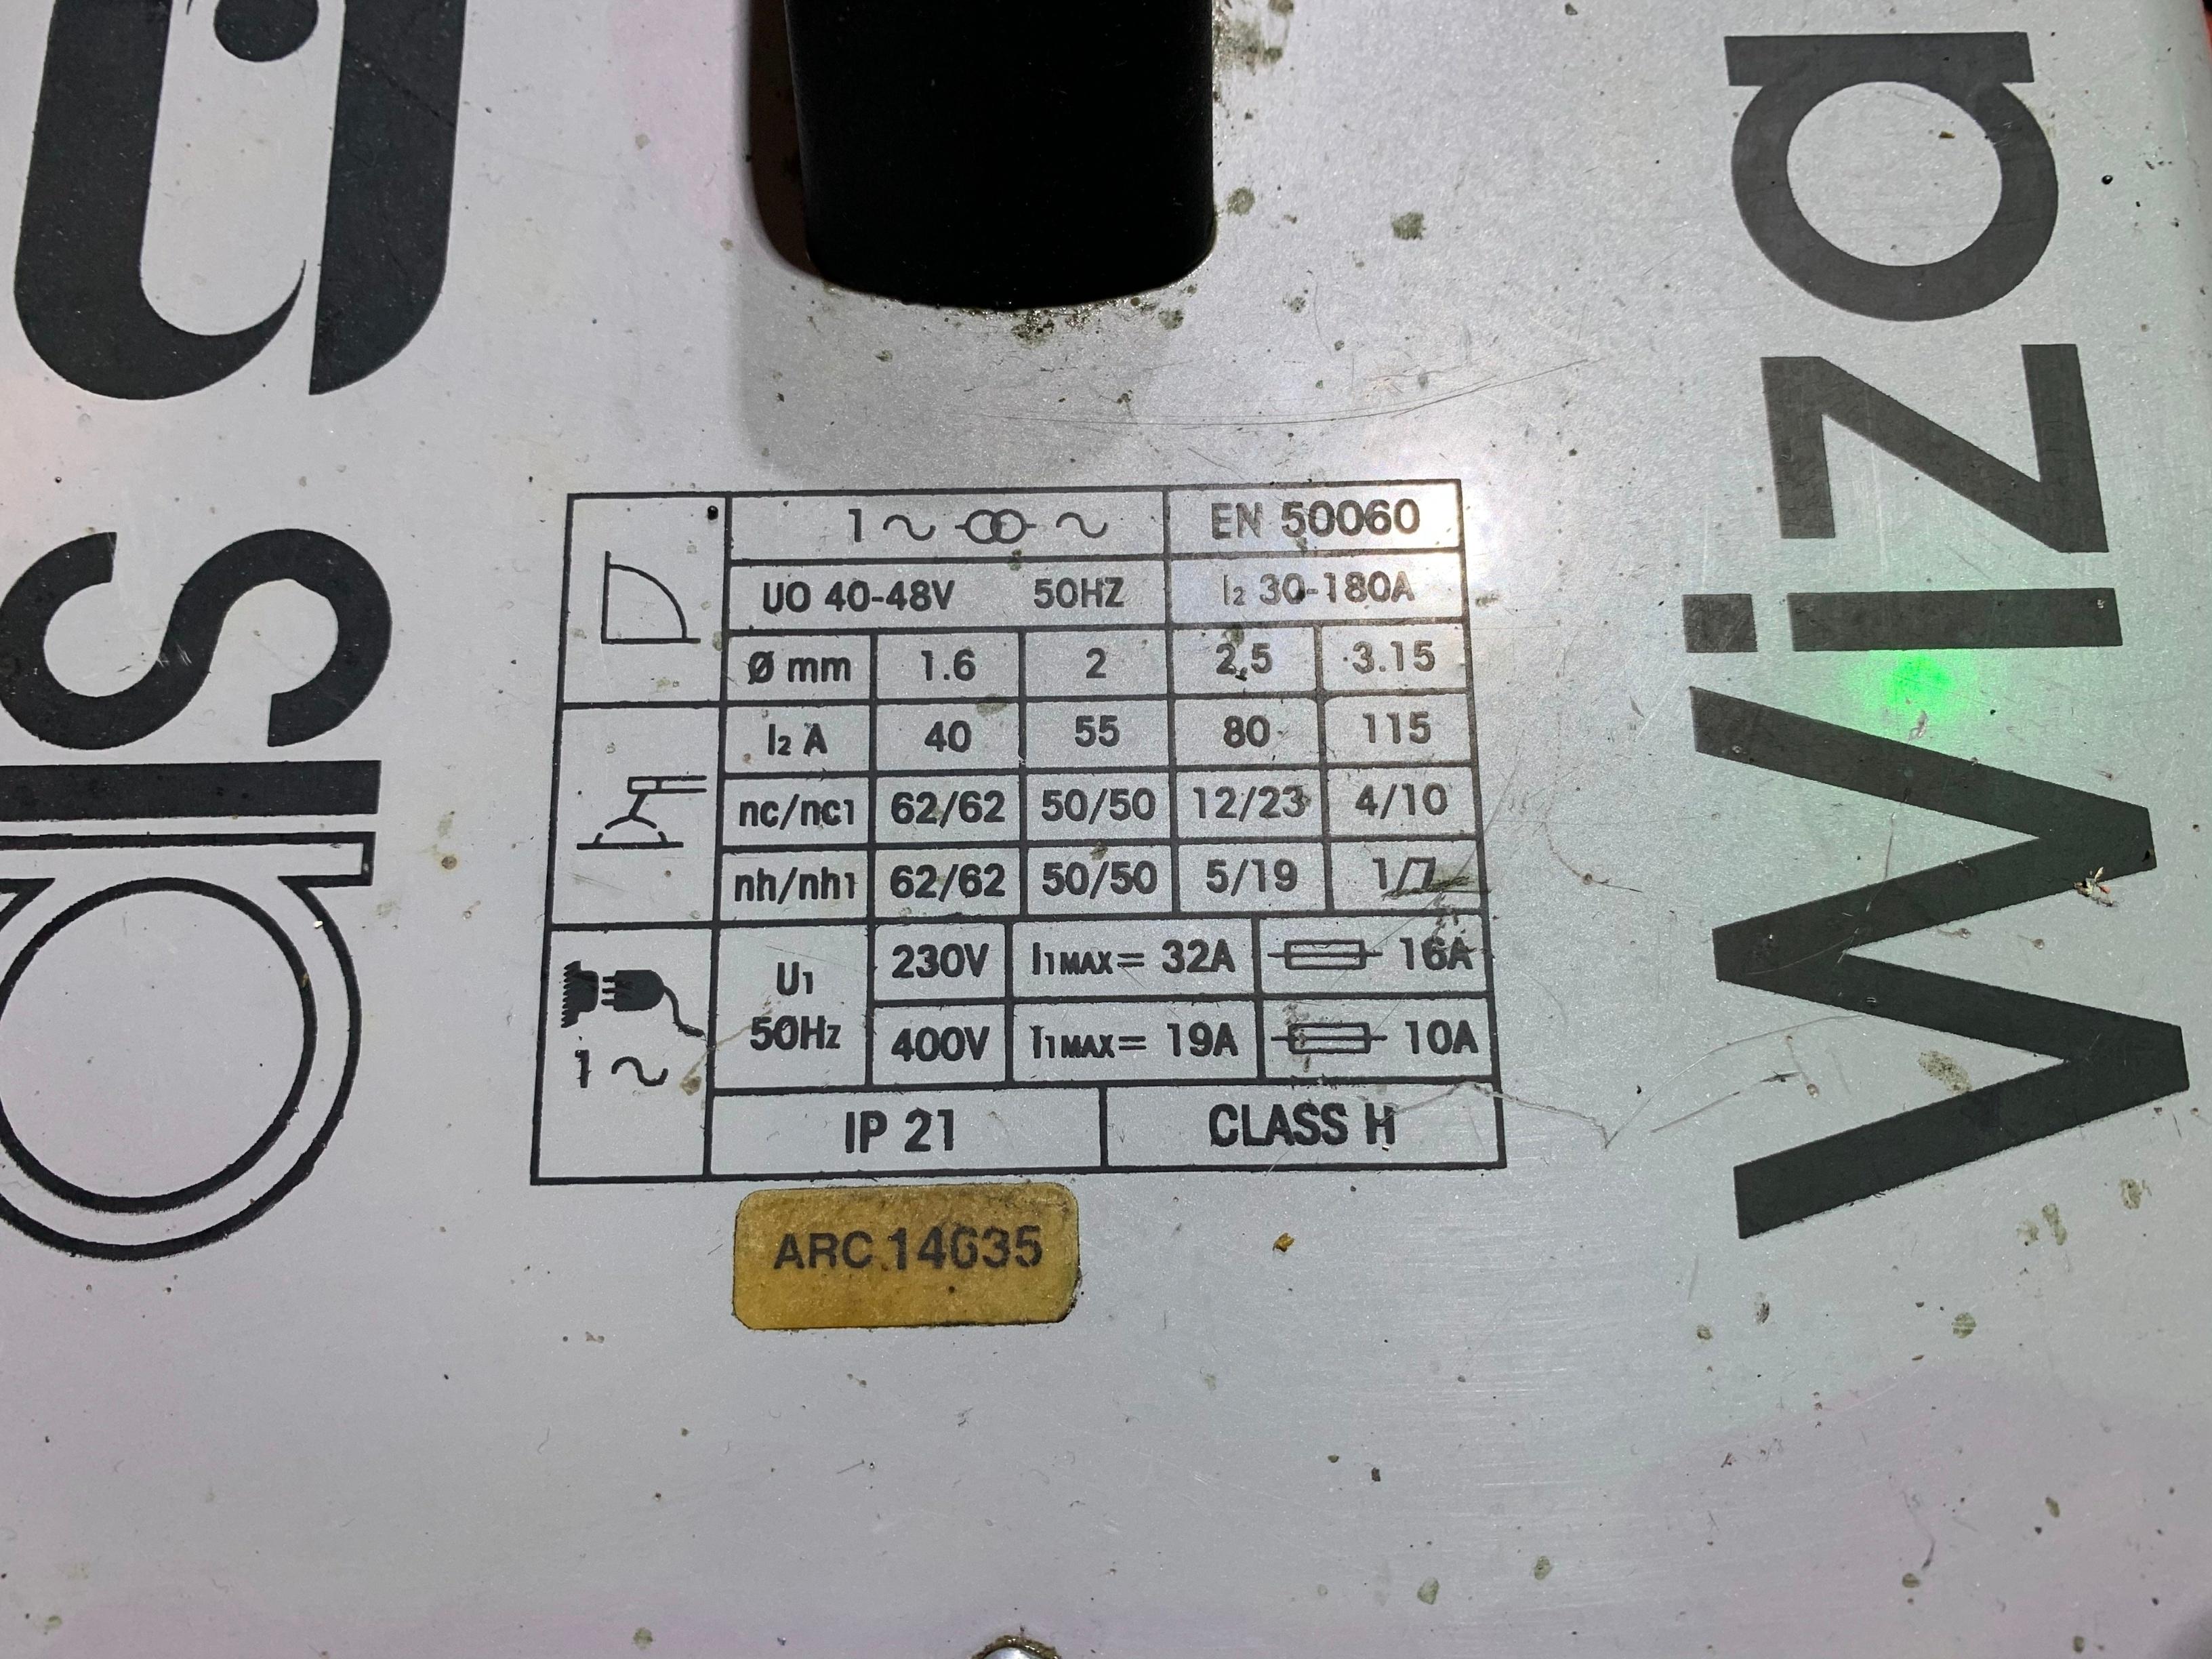 1 EN 50060
UO 40-48V 50HZ I2 30-180A
Ø mm 1.6 2 2,5 3.15
I2 A 40 55 80 115
nc/nc1 62/62 50/50 12/23 4/10
nh/nh1 62/62 50/50 5/19 1/7
U1 50Hz 230V I1MAX= 32A 16A
400V I1MAX= 19A 10A
1
IP 21 CLASS H
ARC 14635
Wiza